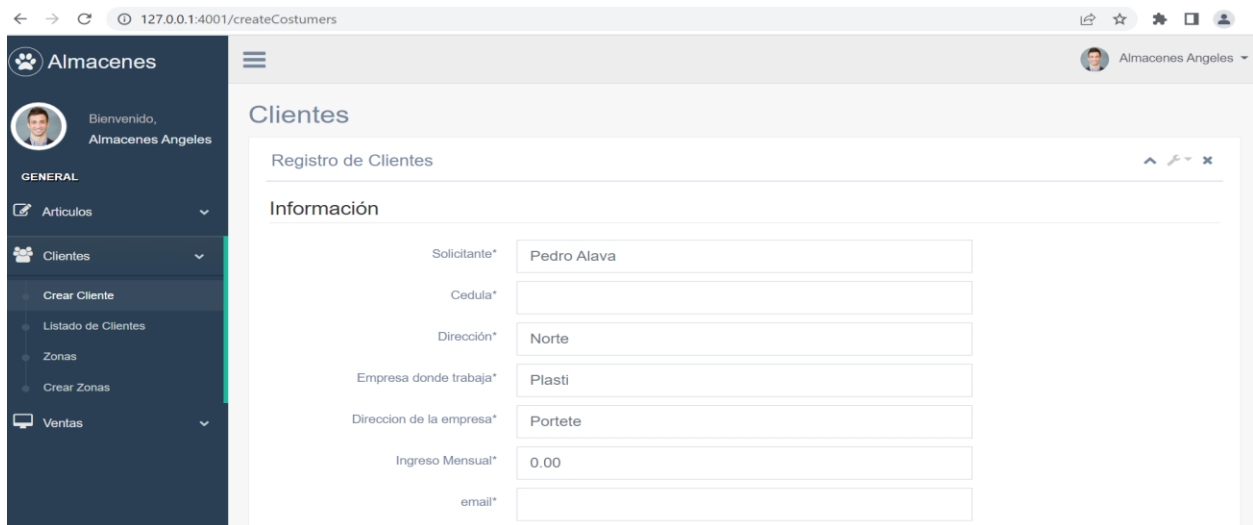 127.0.0.1:4001/createCostumers
Almacenes
Almacenes Angeles
Bienvenido,
Almacenes Angeles
GENERAL
Articulos
Clientes
Crear Cliente
Listado de Clientes
Zonas
Crear Zonas
Ventas
Clientes
Registro de Clientes
Información
Solicitante* Pedro Alava
Cedula*
Dirección* Norte
Empresa donde trabaja* Plasti
Direccion de la empresa* Portete
Ingreso Mensual* 0.00
email*